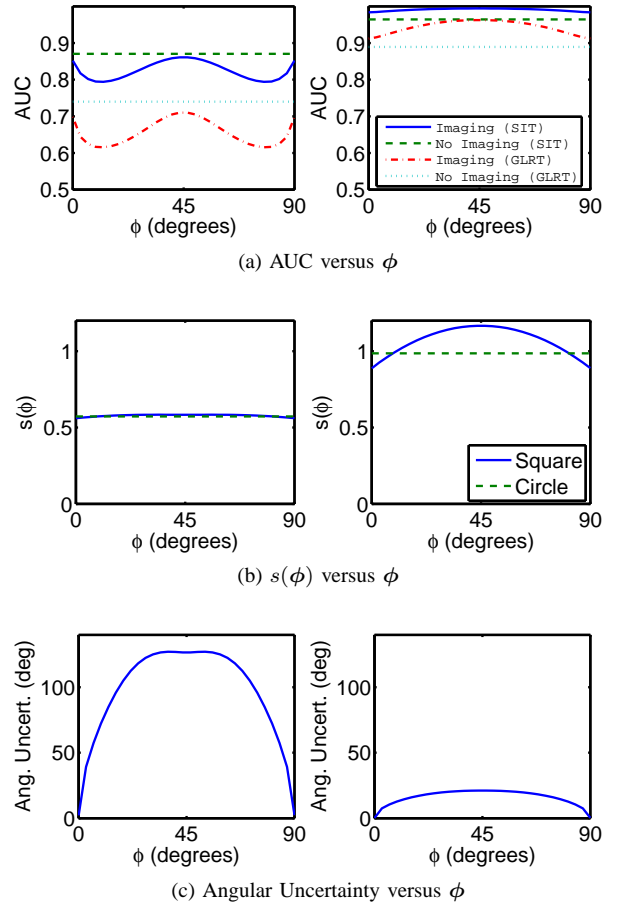 0.9
0.8
0.7
0.6
0.5
AUC
0 45 90
ϕ (degrees)
0.9
0.8
0.7
0.6
0.5
AUC
Imaging (SIT)
No Imaging (SIT)
Imaging (GLRT)
No Imaging (GLRT)
0 45 90
ϕ (degrees)
(a) AUC versus ϕ
1
0.5
0
s(ϕ)
0 45 90
ϕ (degrees)
1
0.5
0
s(ϕ)
Square
Circle
0 45 90
ϕ (degrees)
(b) s(ϕ) versus ϕ
100
50
0
Ang. Uncert. (deg)
0 45 90
ϕ (degrees)
100
50
0
Ang. Uncert. (deg)
0 45 90
ϕ (degrees)
(c) Angular Uncertainty versus ϕ